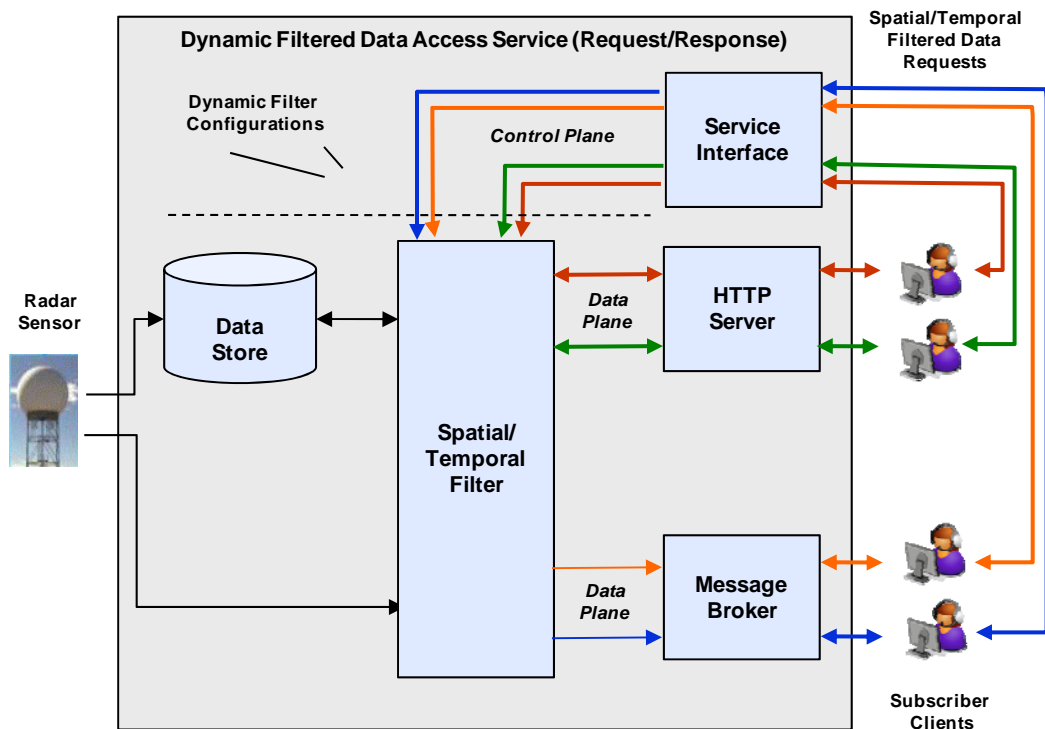 Spatial/Temporal
Filtered Data
Requests
Dynamic Filtered Data Access Service (Request/Response)
Dynamic Filter
Configurations
Control Plane
Service
Interface
Radar
Sensor
Data
Store
Data
Plane
HTTP
Server
Spatial/
Temporal
Filter
Data
Plane
Message
Broker
Subscriber
Clients